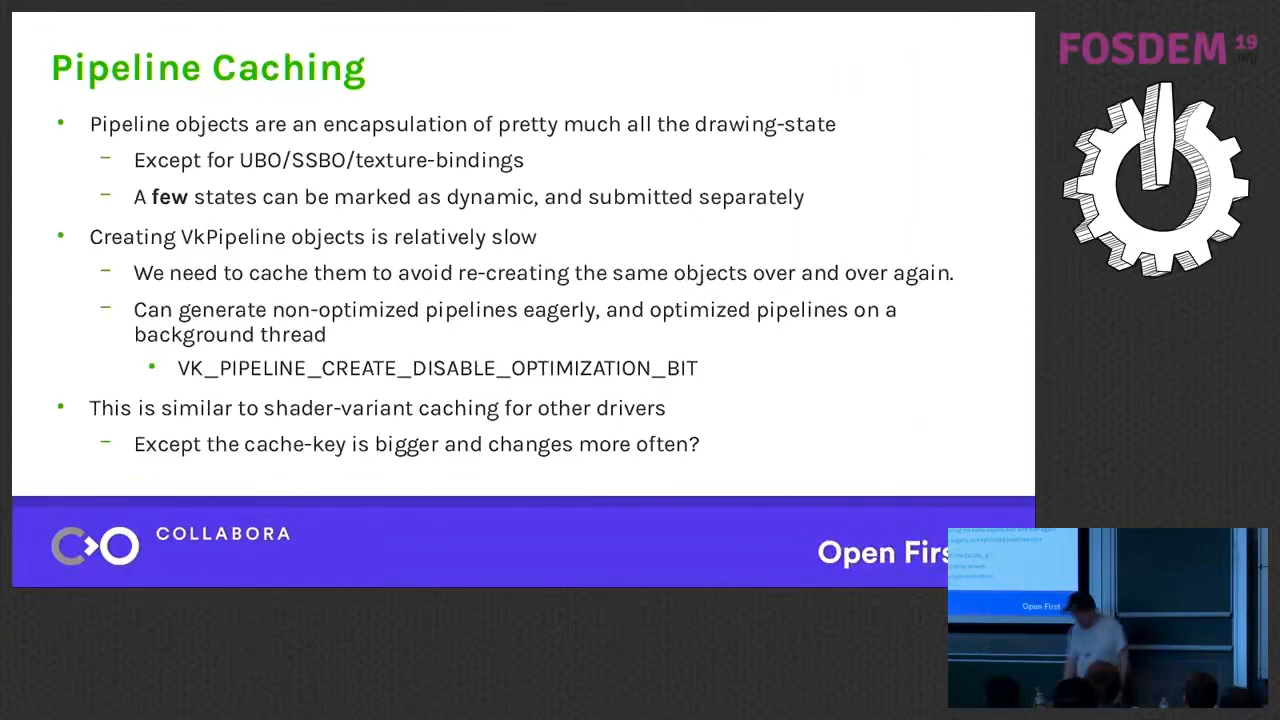 Pipeline Caching
• Pipeline objects are an encapsulation of pretty much all the drawing-state
– Except for UBO/SSBO/texture-bindings
– A few states can be marked as dynamic, and submitted separately
• Creating VkPipeline objects is relatively slow
– We need to cache them to avoid re-creating the same objects over and over again.
– Can generate non-optimized pipelines eagerly, and optimized pipelines on a
background thread
• VK_PIPELINE_CREATE_DISABLE_OPTIMIZATION_BIT
• This is similar to shader-variant caching for other drivers
– Except the cache-key is bigger and changes more often?
COLLABORA
Open Firs
FOSDEM 19
.org
Open First